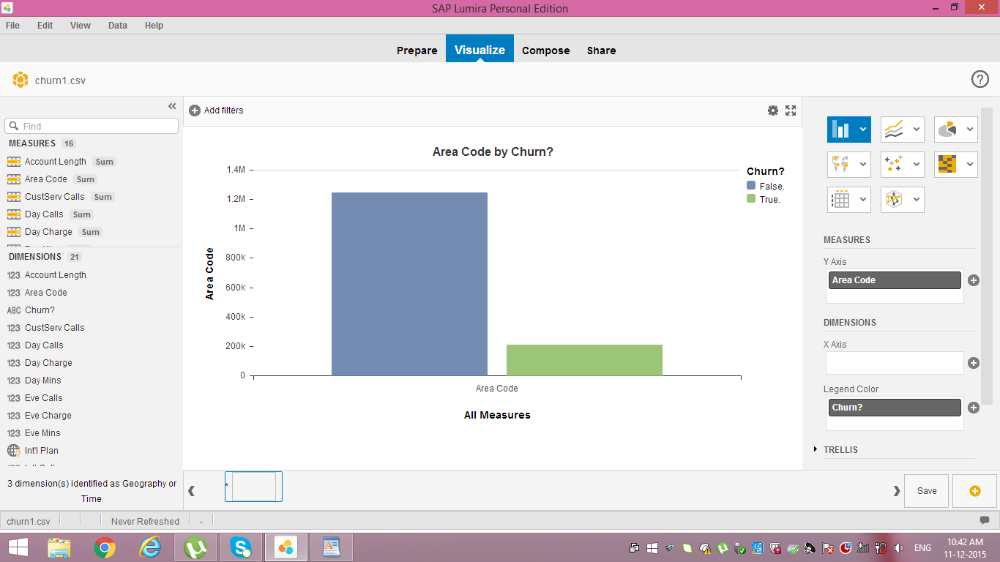 SAP Lumira Personal Edition
File Edit View Data Help
Prepare Visualize Compose Share
churn1.csv
?
Find
MEASURES 16
Account Length Sum
Area Code Sum
CustServ Calls Sum
Day Calls Sum
Day Charge Sum
DIMENSIONS 21
123 Account Length
123 Area Code
ABC Churn?
123 CustServ Calls
123 Day Calls
123 Day Charge
123 Day Mins
123 Eve Calls
123 Eve Charge
123 Eve Mins
Int'l Plan
3 dimension(s) identified as Geography or
Time
Add filters
Area Code by Churn?
1.4M
1.2M
1M
800k
600k
400k
200k
0
Area Code
Area Code
All Measures
Churn?
False.
True.
MEASURES
Y Axis
Area Code
DIMENSIONS
X Axis
Legend Color
Churn?
TRELLIS
*
Save
churn1.csv Never Refreshed -
ENG
10:42 AM
11-12-2015